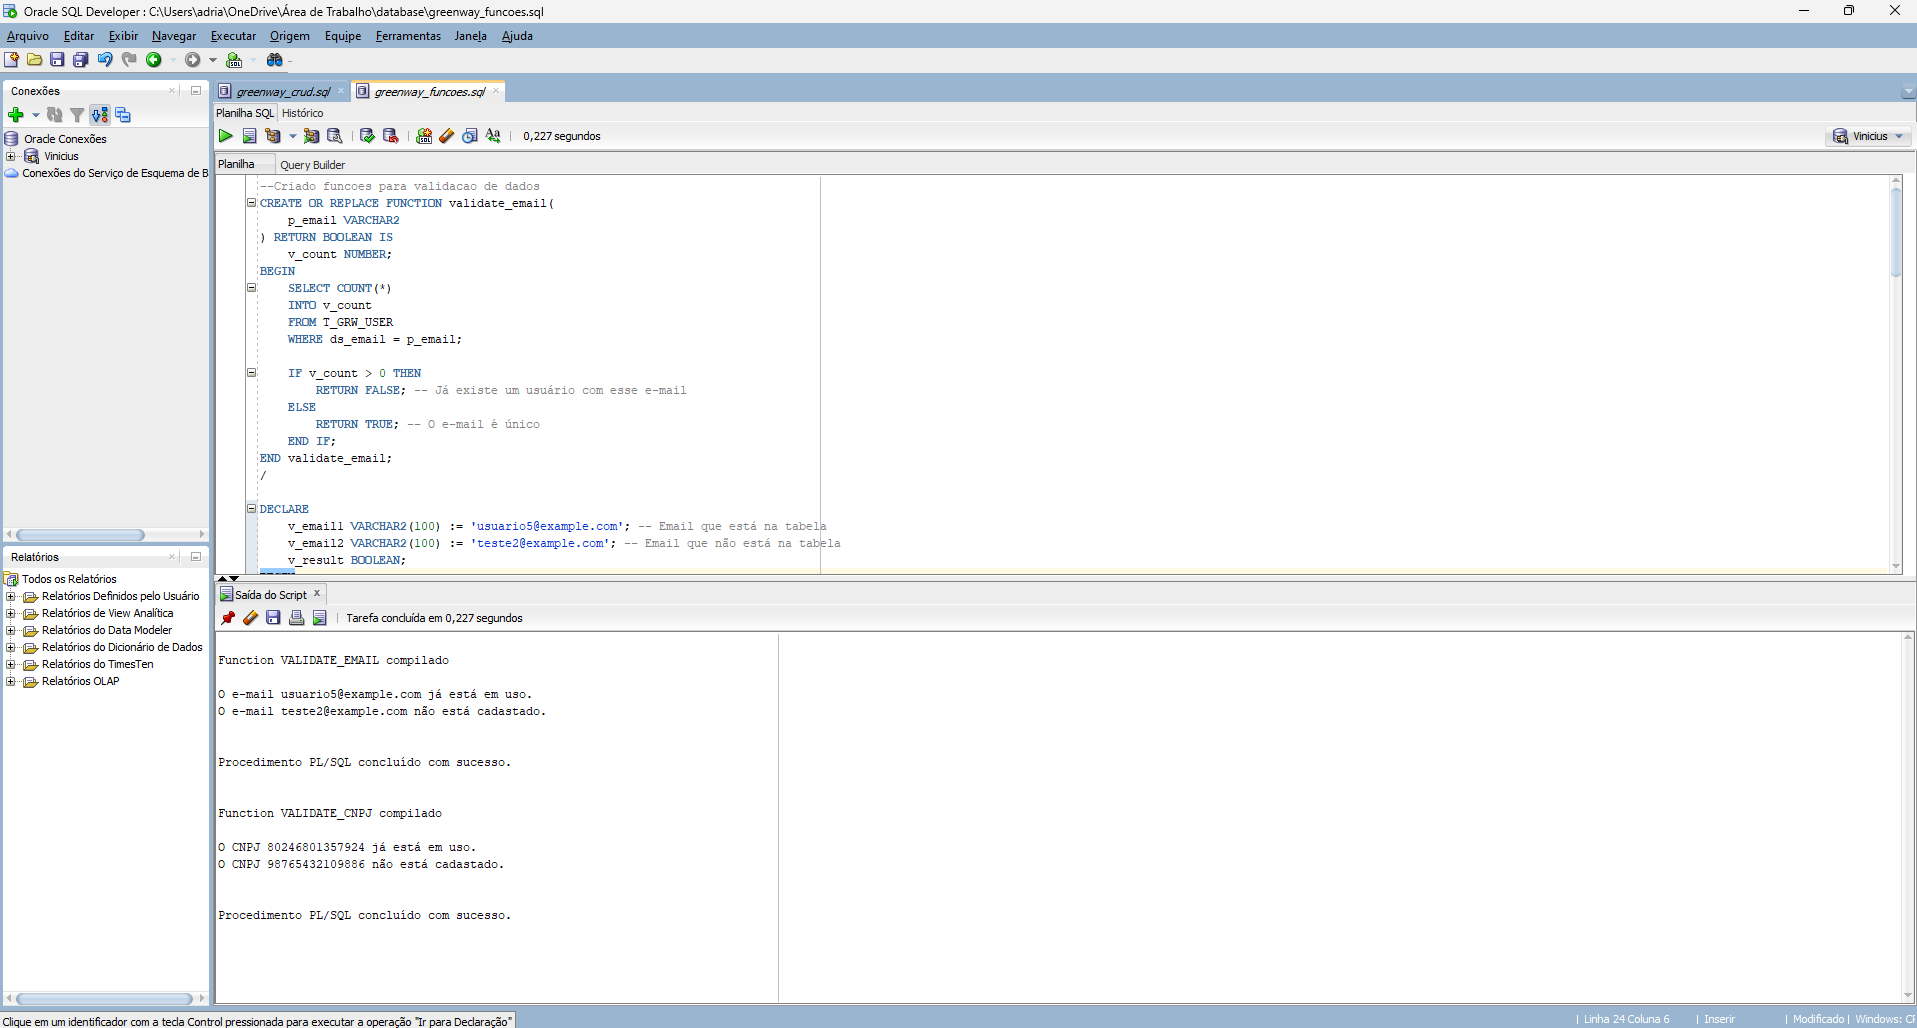 Oracle SQL Developer : C:\Users\adria\OneDrive\Área de Trabalho\database\greenway_funcoes.sql
Arquivo Editar Exibir Navegar Executar Origem Equipe Ferramentas Janela Ajuda
Conexões
Oracle Conexões
Vinicius
Conexões do Serviço de Esquema de B
greenway_crud.sql
greenway_funcoes.sql
Planilha SQL Histórico
0,227 segundos
Vinicius
Planilha Query Builder
--Criado funcoes para validacao de dados
CREATE OR REPLACE FUNCTION validate_email(
    p_email VARCHAR2
) RETURN BOOLEAN IS
    v_count NUMBER;
BEGIN
    SELECT COUNT(*)
    INTO v_count
    FROM T_GRW_USER
    WHERE ds_email = p_email;
    IF v_count > 0 THEN
        RETURN FALSE; -- Já existe um usuário com esse e-mail
    ELSE
        RETURN TRUE; -- O e-mail é único
    END IF;
END validate_email;
/
DECLARE
    v_email1 VARCHAR2(100) := 'usuario5@example.com'; -- Email que está na tabela
    v_email2 VARCHAR2(100) := 'teste2@example.com'; -- Email que não está na tabela
    v_result BOOLEAN;
Relatórios
Todos os Relatórios
Relatórios Definidos pelo Usuário
Relatórios de View Analítica
Relatórios do Data Modeler
Relatórios do Dicionário de Dados
Relatórios do TimesTen
Relatórios OLAP
Saída do Script
Tarefa concluída em 0,227 segundos
Function VALIDATE_EMAIL compilado
O e-mail usuario5@example.com já está em uso.
O e-mail teste2@example.com não está cadastado.
Procedimento PL/SQL concluído com sucesso.
Function VALIDATE_CNPJ compilado
O CNPJ 80246801357924 já está em uso.
O CNPJ 98765432109886 não está cadastado.
Procedimento PL/SQL concluído com sucesso.
Clique em um identificador com a tecla Control pressionada para executar a operação "Ir para Declaração"
Linha 24 Coluna 6 | Inserir | Modificado | Windows: CF